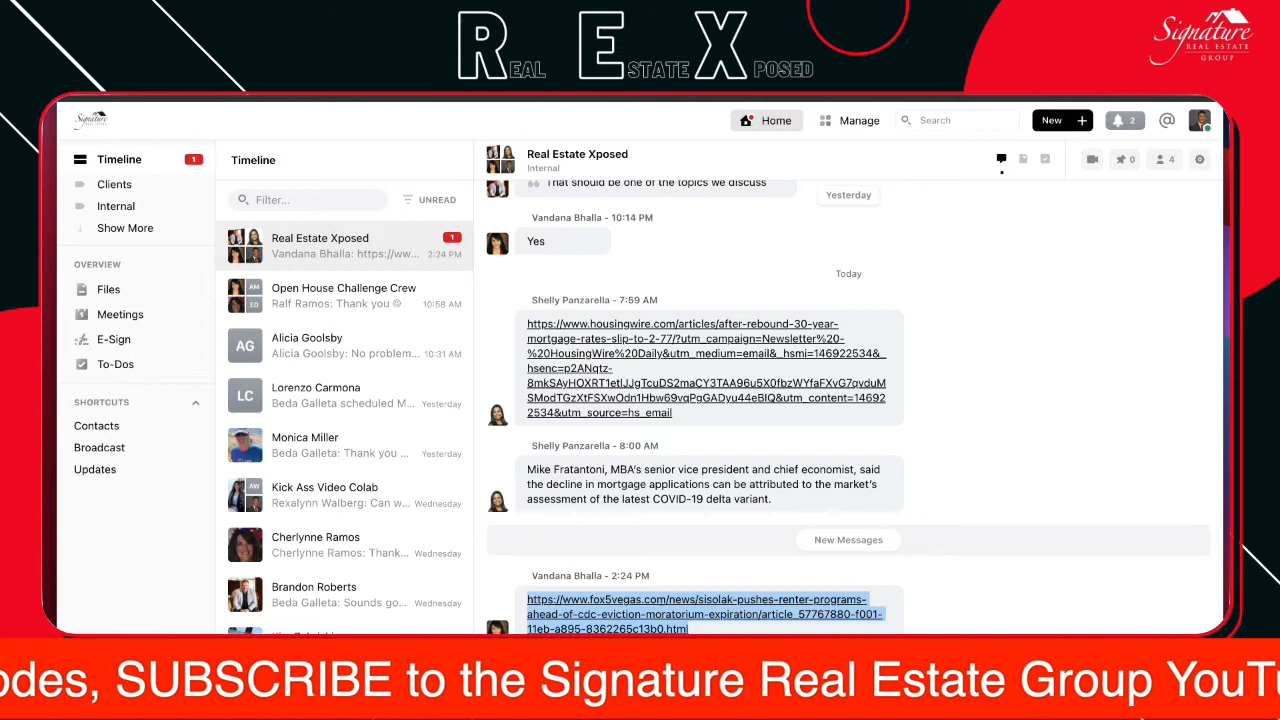 REAL ESTATE XPOSED
Signature
REAL ESTATE
GROUP
Signature
Home
Manage
Search
New +
2
@
Timeline 1
Clients
Internal
Show More
OVERVIEW
Files
Meetings
E-Sign
To-Dos
SHORTCUTS
Contacts
Broadcast
Updates
Timeline
Filter...
UNREAD
Real Estate Xposed 1
Vandana Bhalla: https://ww... 2:24 PM
AM
ED
Open House Challenge Crew
Ralf Ramos: Thank you ☺ 10:58 AM
AG
Alicia Goolsby
Alicia Goolsby: No problem... 10:31 AM
LC
Lorenzo Carmona
Beda Galleta scheduled M... Yesterday
Monica Miller
Beda Galleta: Thank you ... Yesterday
AW
Kick Ass Video Colab
Rexalynn Walberg: Can w... Wednesday
Cherlynne Ramos
Cherlynne Ramos: Thank... Wednesday
Brandon Roberts
Beda Galleta: Sounds go... Wednesday
Real Estate Xposed
Internal
0
4
That should be one of the topics we discuss
Yesterday
Vandana Bhalla - 10:14 PM
Yes
Today
Shelly Panzarella - 7:59 AM
https://www.housingwire.com/articles/after-rebound-30-year-
mortgage-rates-slip-to-2-77/?utm_campaign=Newsletter%20-
%20HousingWire%20Daily&utm_medium=email&_hsmi=146922534&_
hsenc=p2ANqtz-
8mkSAyHOXRT1etIJJgTcuDS2maCY3TAA96u5X0fbzWYfaFXvG7qvduM
SModTGzXtFSXwOdn1Hbw69vqPgGADyu44eBIQ&utm_content=14692
2534&utm_source=hs_email
Shelly Panzarella - 8:00 AM
Mike Fratantoni, MBA's senior vice president and chief economist, said
the decline in mortgage applications can be attributed to the market's
assessment of the latest COVID-19 delta variant.
New Messages
Vandana Bhalla - 2:24 PM
https://www.fox5vegas.com/news/sisolak-pushes-renter-programs-
ahead-of-cdc-eviction-moratorium-expiration/article_57767880-f001-
11eb-a895-8362265c13b0.html
odes, SUBSCRIBE to the Signature Real Estate Group YouT